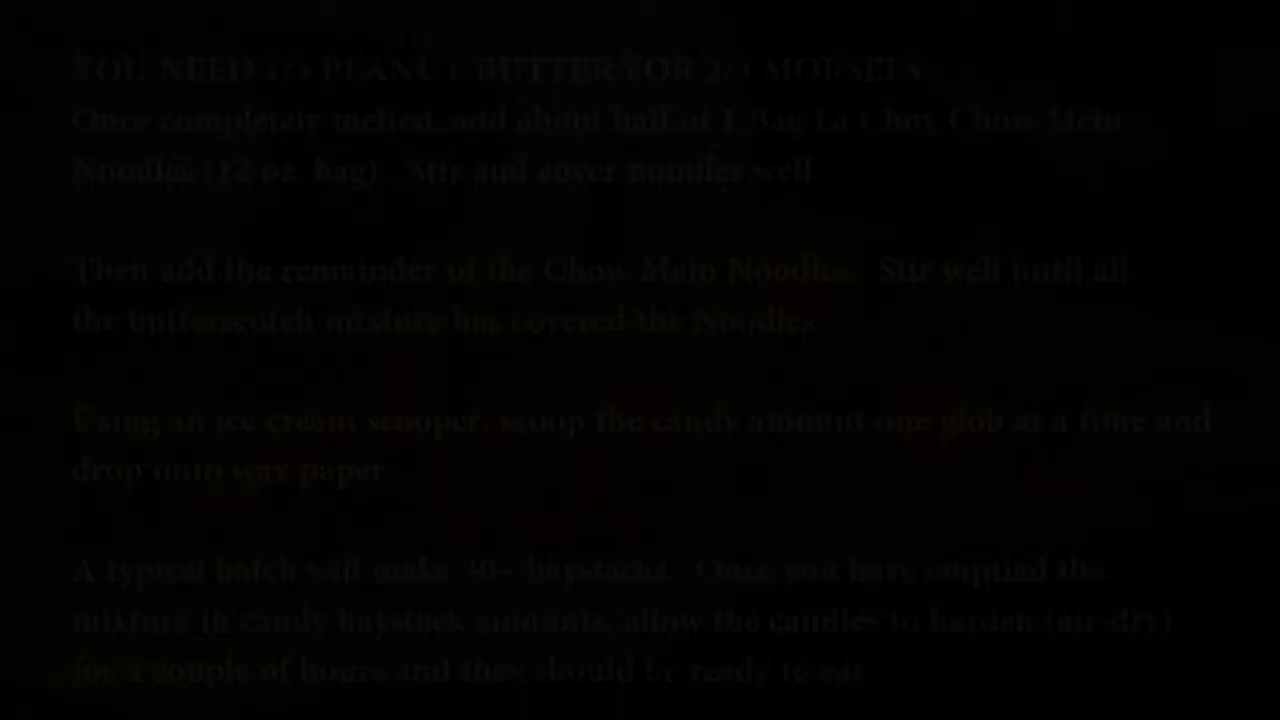 YOU NEED 1/3 PEANUT BUTTER FOR 2/3 MORSELS
Once completely melted, add about half of 1 Bag La Choy Chow Mein
Noodles (12 oz. bag). Stir and cover noodles well.
Then add the remainder of the Chow Mein Noodles. Stir well until all
the butterscotch mixture has covered the Noodles.
Using an ice cream scooper, scoop the candy amount one glob at a time and
drop onto wax paper.
A typical batch will make 30+ haystacks. Once you have emptied the
mixture in candy haystack amounts, allow the candies to harden (air-dry)
for a couple of hours and they should be ready to eat.